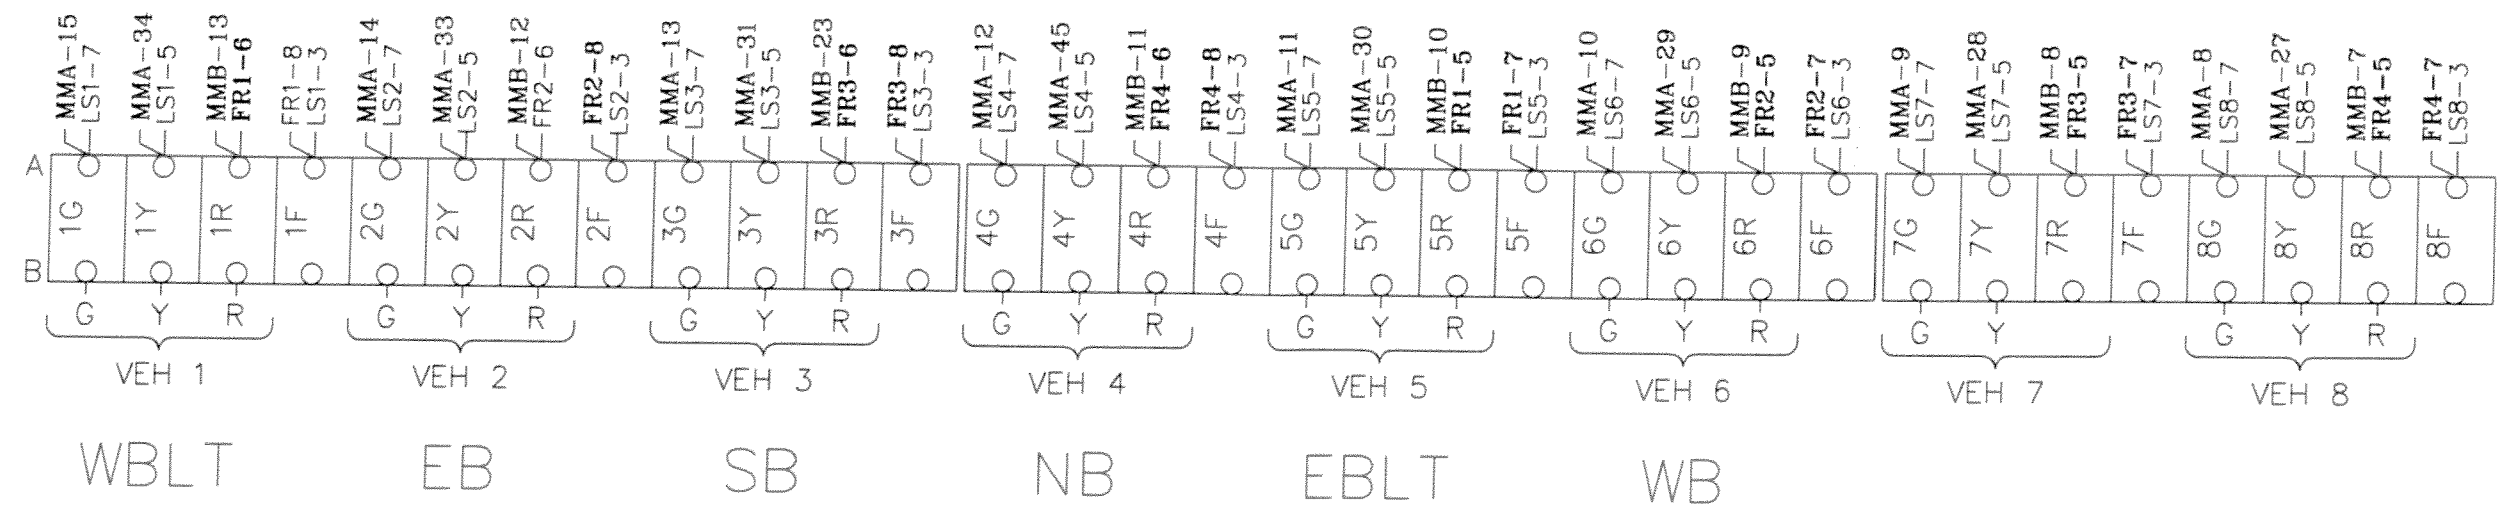 MMA-15 MMA-34 MMB-13 FR1-8 MMA-14 MMA-33 MMB-12 FR2-8 MMA-13 MMA-31 MMB-23 FR3-8 MMA-12 MMA-45 MMB-11 FR4-8 MMA-11 MMA-30 MMB-10 FR1-7 MMA-10 MMA-29 MMB-9 FR2-7 MMA-9 MMA-28 MMB-8 FR3-7 MMA-8 MMA-27 MMB-7 FR4-7
LS1-7 LS1-5 FR1-6 LS1-3 LS2-7 LS2-5 FR2-6 LS2-3 LS3-7 LS3-5 FR3-6 LS3-3 LS4-7 LS4-5 FR4-6 LS4-3 LS5-7 LS5-5 FR1-5 LS5-3 LS6-7 LS6-5 FR2-5 LS6-3 LS7-7 LS7-5 FR3-5 LS7-3 LS8-7 LS8-5 FR4-5 LS8-3
A
1G 1Y 1R 1F 2G 2Y 2R 2F 3G 3Y 3R 3F 4G 4Y 4R 4F 5G 5Y 5R 5F 6G 6Y 6R 6F 7G 7Y 7R 7F 8G 8Y 8R 8F
B
G Y R G Y R G Y R G Y R G Y R G Y R G Y G Y R
VEH 1 VEH 2 VEH 3 VEH 4 VEH 5 VEH 6 VEH 7 VEH 8
WBLT EB SB NB EBLT WB